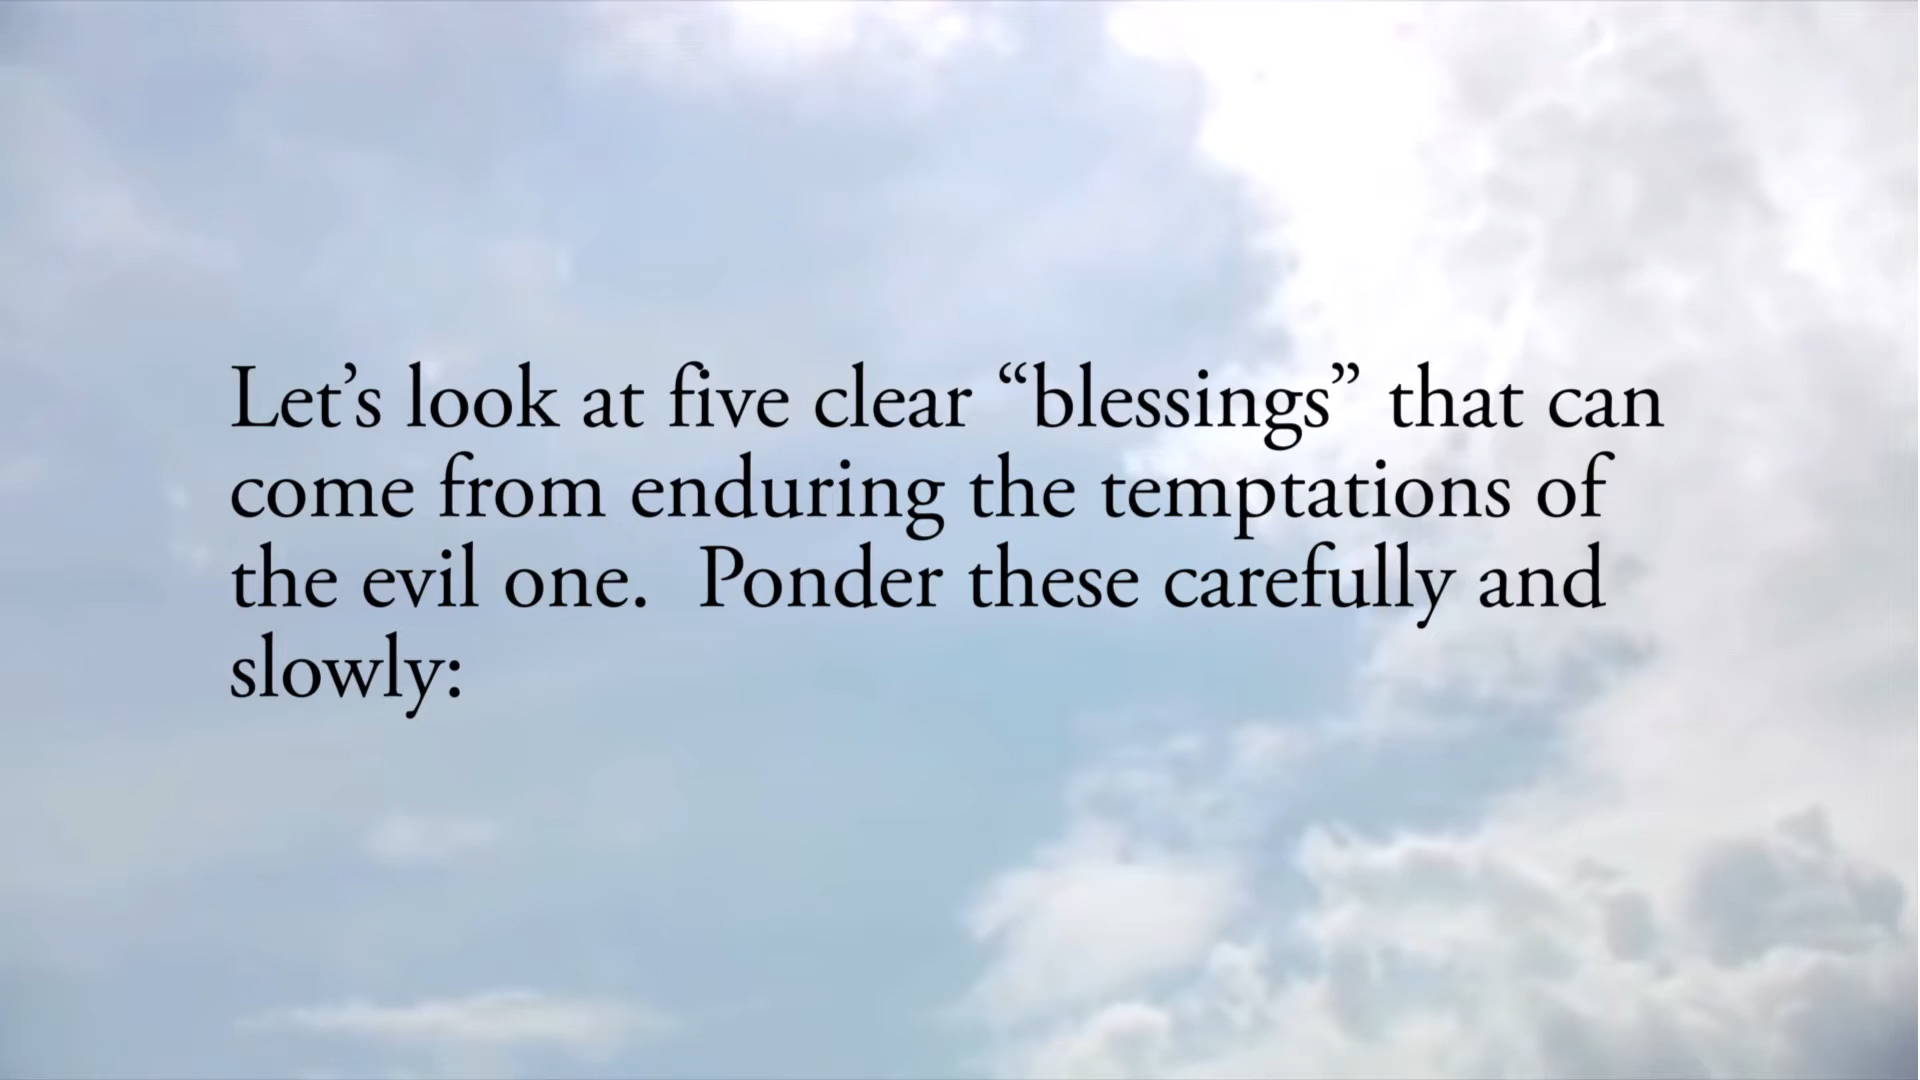 Let’s look at five clear “blessings” that can
come from enduring the temptations of
the evil one.  Ponder these carefully and
slowly: